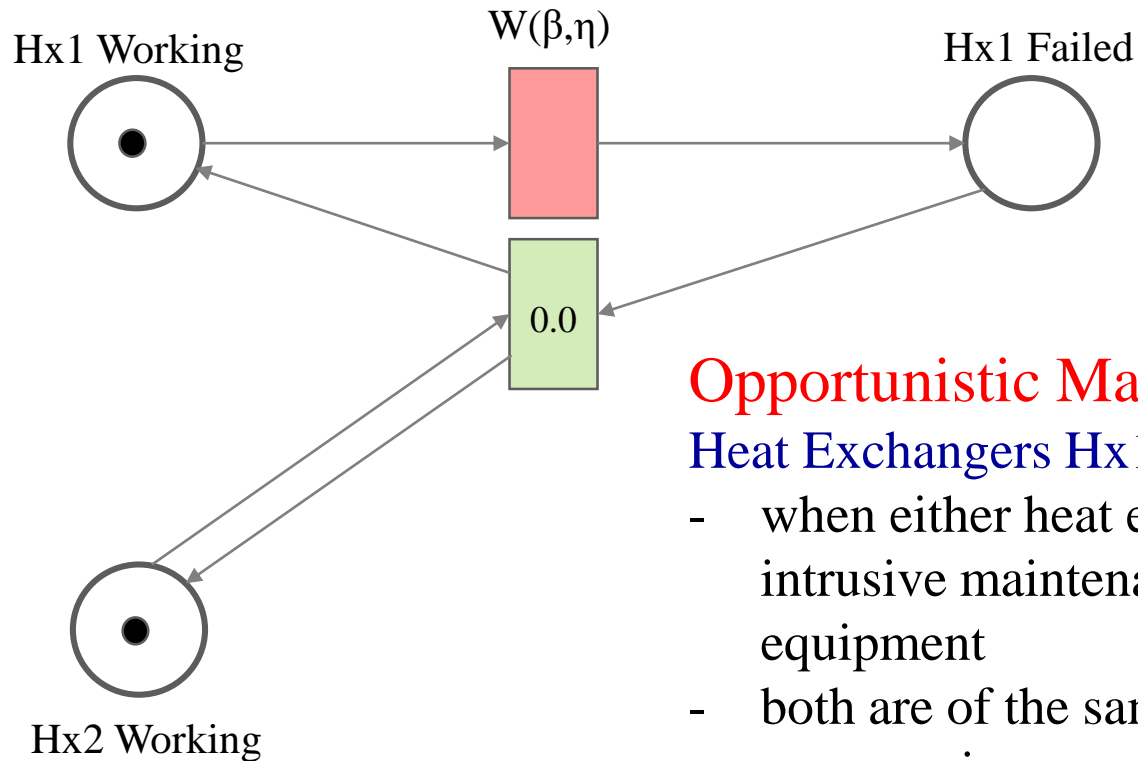 W(β,η)
Hx1 Working
Hx1 Failed
0.0
Opportunistic Ma
Heat Exchangers Hx1
- when either heat e
intrusive maintena
equipment
- both are of the sam
Hx2 Working